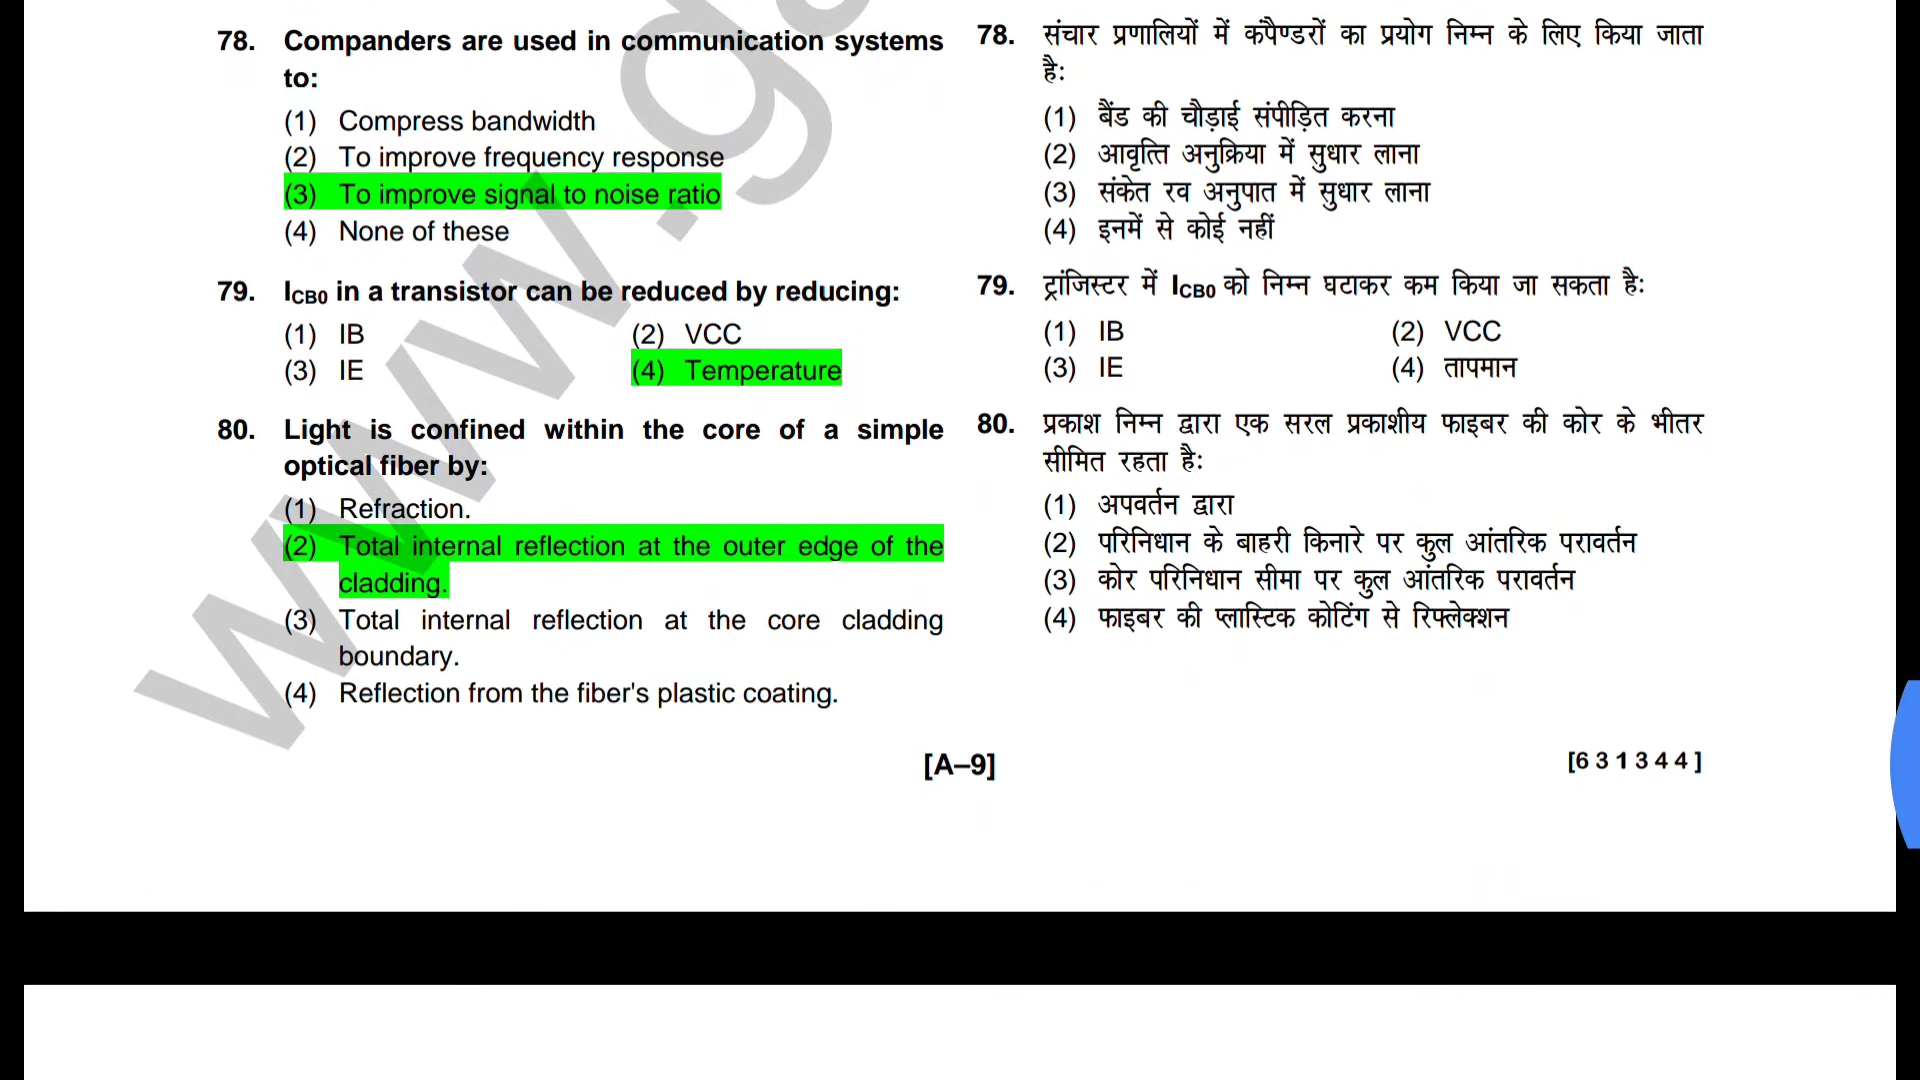 78. Companders are used in communication systems
to:
(1) Compress bandwidth
(2) To improve frequency response
(3) To improve signal to noise ratio
(4) None of these
79. ICB0 in a transistor can be reduced by reducing:
(1) IB (2) VCC
(3) IE (4) Temperature
80. Light is confined within the core of a simple
optical fiber by:
(1) Refraction.
(2) Total internal reflection at the outer edge of the
cladding.
(3) Total internal reflection at the core cladding
boundary.
(4) Reflection from the fiber's plastic coating.
78. संचार प्रणालियों में कंपैण्डरों का प्रयोग निम्न के लिए किया जाता
है:
(1) बैंड की चौड़ाई संपीड़ित करना
(2) आवृत्ति अनुक्रिया में सुधार लाना
(3) संकेत रव अनुपात में सुधार लाना
(4) इनमें से कोई नहीं
79. ट्रांजिस्टर में ICB0 को निम्न घटाकर कम किया जा सकता है:
(1) IB (2) VCC
(3) IE (4) तापमान
80. प्रकाश निम्न द्वारा एक सरल प्रकाशीय फाइबर की कोर के भीतर
सीमित रहता है:
(1) अपवर्तन द्वारा
(2) परिनिधान के बाहरी किनारे पर कुल आंतरिक परावर्तन
(3) कोर परिनिधान सीमा पर कुल आंतरिक परावर्तन
(4) फाइबर की प्लास्टिक कोटिंग से रिफ्लेक्शन
[A–9]
[6 3 1 3 4 4 ]
www.g